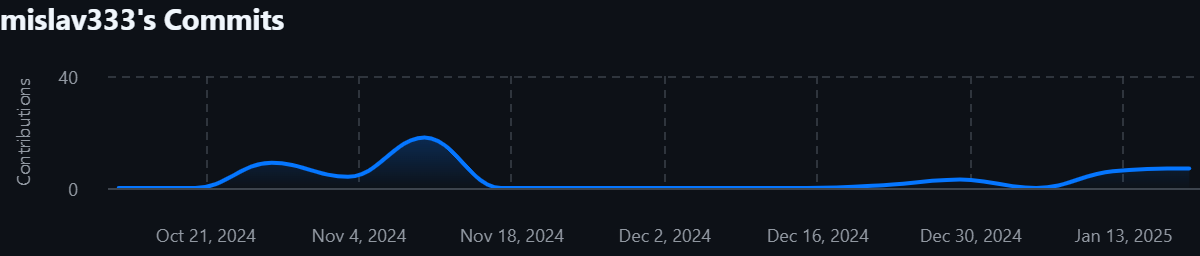 mislav333's Commits
Contributions
40
0
Oct 21, 2024
Nov 4, 2024
Nov 18, 2024
Dec 2, 2024
Dec 16, 2024
Dec 30, 2024
Jan 13, 2025